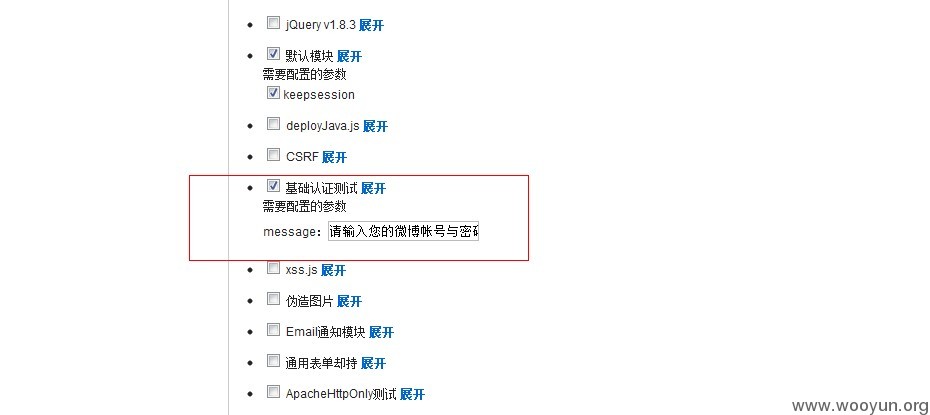 jQuery v1.8.3 展开
默认模块 展开
需要配置的参数
keepsession
deployJava.js 展开
CSRF 展开
基础认证测试 展开
需要配置的参数
message：请输入您的微博帐号与密码
xss.js 展开
伪造图片 展开
Email通知模块 展开
通用表单却持 展开
ApacheHttpOnly测试 展开
www.wooyun.org